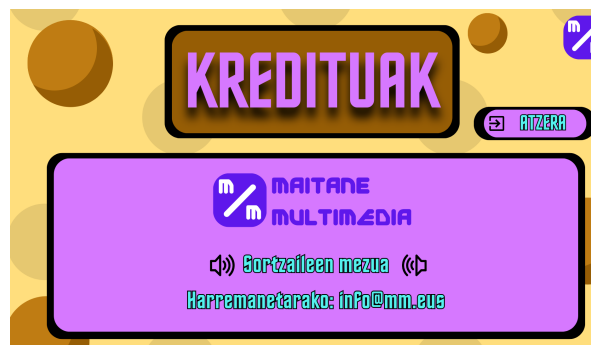 KREDITUAK
ATZERA
m/m
MAITANE
MULTIMEDIA
Sortzaileen mezua
Harremanetarako: info@mm.eus